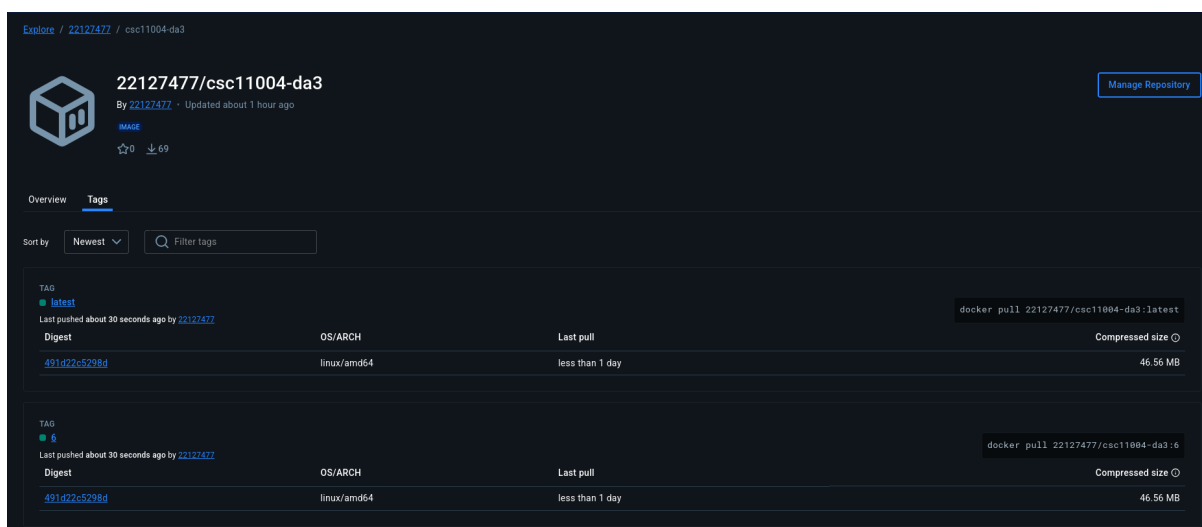 Explore / 22127477 / csc11004-da3
22127477/csc11004-da3
Manage Repository
By 22127477 · Updated about 1 hour ago
IMAGE
0 69
Overview Tags
Sort by Newest Filter tags
TAG
latest
Last pushed about 30 seconds ago by 22127477
docker pull 22127477/csc11004-da3:latest
Digest OS/ARCH Last pull Compressed size
491d22c5298d linux/amd64 less than 1 day 46.56 MB
TAG
6
Last pushed about 30 seconds ago by 22127477
docker pull 22127477/csc11004-da3:6
Digest OS/ARCH Last pull Compressed size
491d22c5298d linux/amd64 less than 1 day 46.56 MB